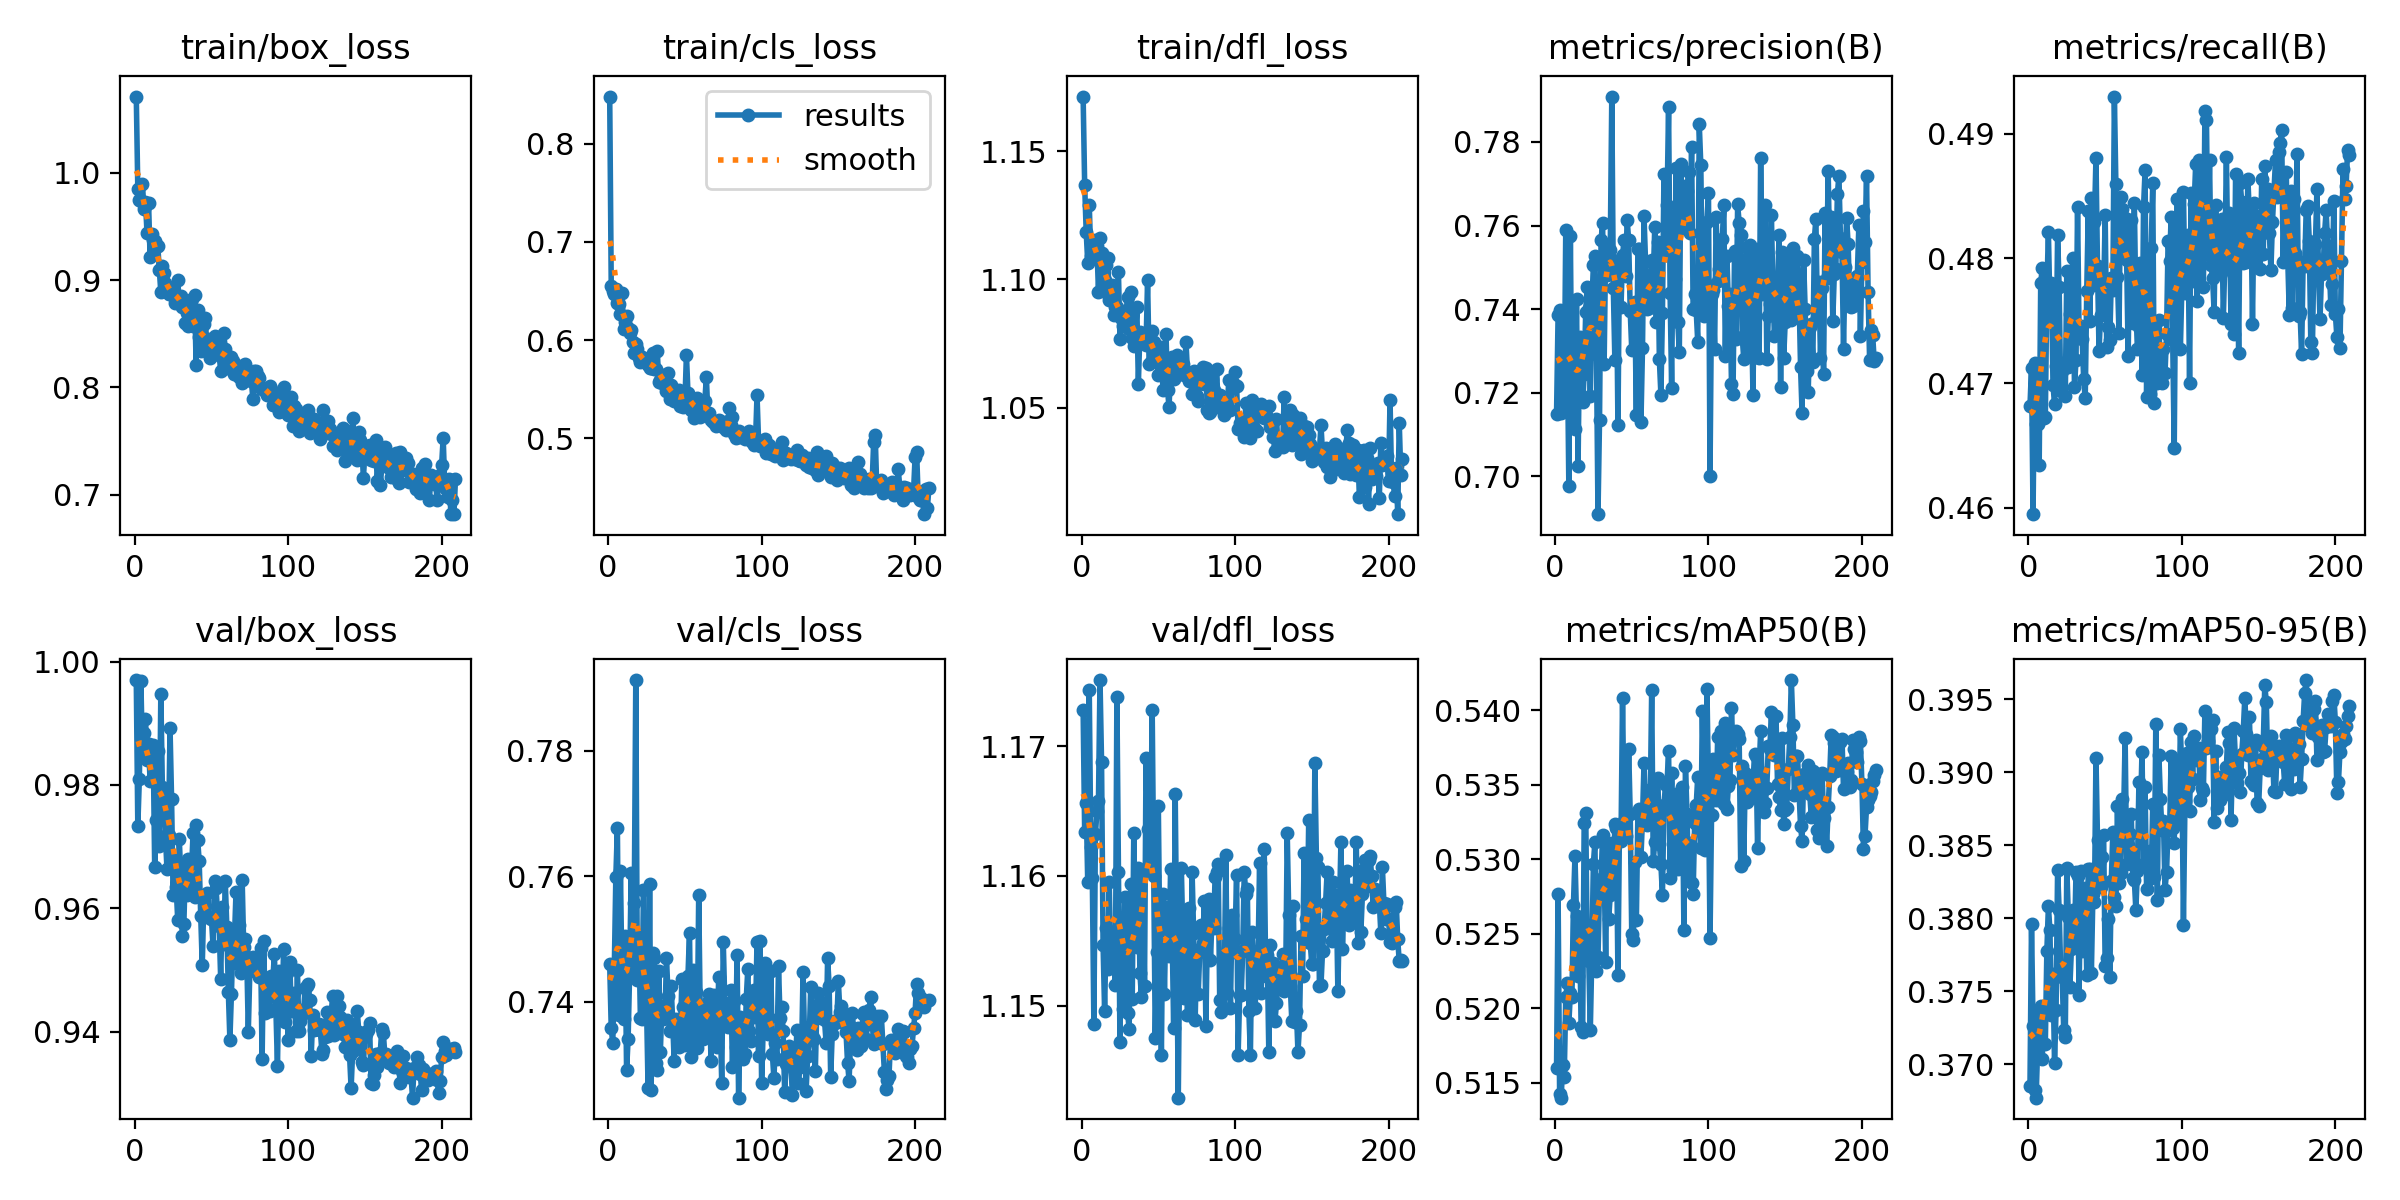 train/box_loss
1.0
0.9
0.8
0.7
0 100 200
train/cls_loss
results
smooth
0.8
0.7
0.6
0.5
0 100 200
train/dfl_loss
1.15
1.10
1.05
0 100 200
metrics/precision(B)
0.78
0.76
0.74
0.72
0.70
0 100 200
metrics/recall(B)
0.49
0.48
0.47
0.46
0 100 200
val/box_loss
1.00
0.98
0.96
0.94
0 100 200
val/cls_loss
0.78
0.76
0.74
0 100 200
val/dfl_loss
1.17
1.16
1.15
0 100 200
metrics/mAP50(B)
0.540
0.535
0.530
0.525
0.520
0.515
0 100 200
metrics/mAP50-95(B)
0.395
0.390
0.385
0.380
0.375
0.370
0 100 200